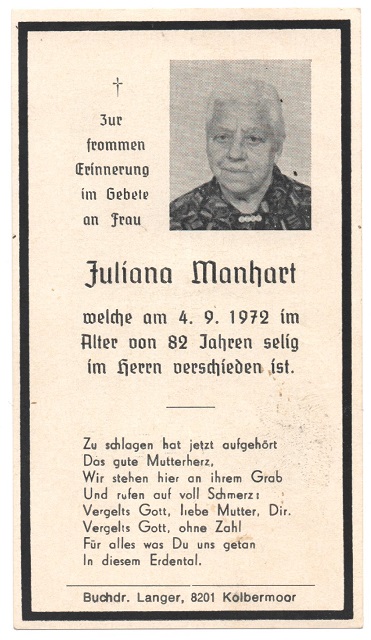 Zur
frommen
Erinnerung
im Gebete
an Frau
Juliana Manhart
welche am 4. 9. 1972 im
Alter von 82 Jahren selig
im Herrn verschieden ist.
Zu schlagen hat jetzt aufgehört
Das gute Mutterherz,
Wir stehen hier an ihrem Grab
Und rufen auf voll Schmerz:
Vergelts Gott, liebe Mutter, Dir.
Vergelts Gott, ohne Zahl
Für alles was Du uns getan
In diesem Erdental.
Buchdr. Langer, 8201 Kolbermoor